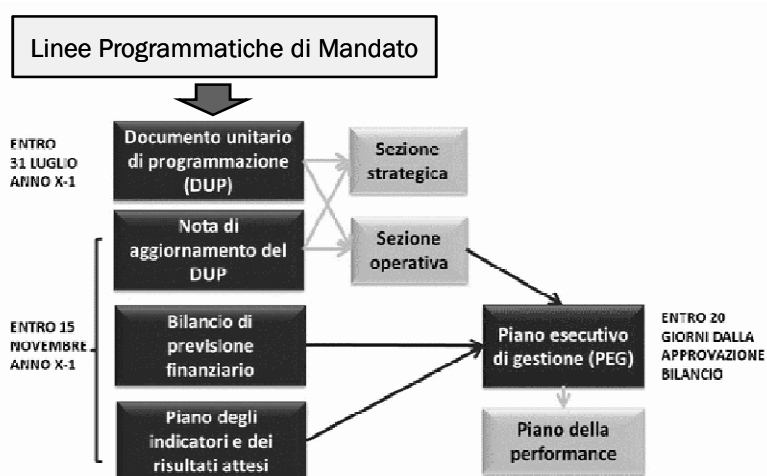 Linee Programmatiche di Mandato
ENTRO
31 LUGLIO
ANNO X-1
Documento unitario
di programmazione
(DUP)
Sezione
strategica
Nota di
aggiornamento del
DUP
Sezione
operativa
ENTRO 15
NOVEMBRE
ANNO X-1
Bilancio di
previsione
finanziario
Piano esecutivo
di gestione (PEG)
ENTRO 20
GIORNI DALLA
APPROVAZIONE
BILANCIO
Piano degli
indicatori e dei
risultati attesi
Piano della
performance